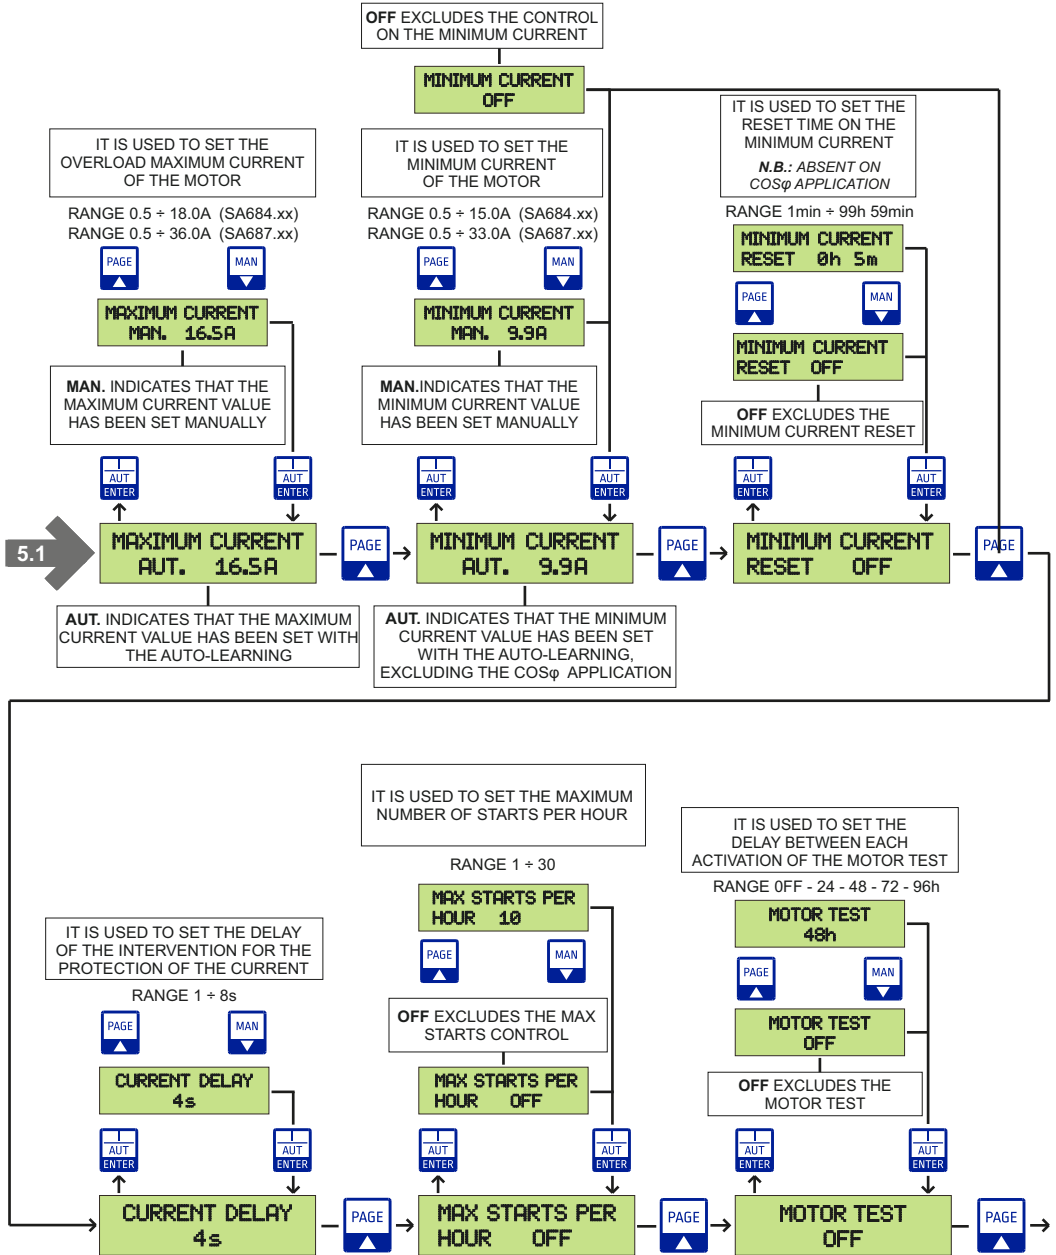 OFF EXCLUDES THE CONTROL
ON THE MINIMUM CURRENT
MINIMUM CURRENT
OFF
IT IS USED TO SET THE
OVERLOAD MAXIMUM CURRENT
OF THE MOTOR
RANGE 0.5 ÷ 18.0A (SA684.xx)
RANGE 0.5 ÷ 36.0A (SA687.xx)
PAGE
MAN
MAXIMUM CURRENT
MAN. 16.5A
MAN. INDICATES THAT THE
MAXIMUM CURRENT VALUE
HAS BEEN SET MANUALLY
I
AUT
ENTER
I
AUT
ENTER
IT IS USED TO SET THE
MINIMUM CURRENT
OF THE MOTOR
RANGE 0.5 ÷ 15.0A (SA684.xx)
RANGE 0.5 ÷ 33.0A (SA687.xx)
PAGE
MAN
MINIMUM CURRENT
MAN. 9.9A
MAN.INDICATES THAT THE
MINIMUM CURRENT VALUE
HAS BEEN SET MANUALLY
I
AUT
ENTER
I
AUT
ENTER
IT IS USED TO SET THE
RESET TIME ON THE
MINIMUM CURRENT
N.B.: ABSENT ON
COSφ APPLICATION
RANGE 1min ÷ 99h 59min
MINIMUM CURRENT
RESET 0h 5m
PAGE
MAN
MINIMUM CURRENT
RESET OFF
OFF EXCLUDES THE
MINIMUM CURRENT RESET
I
AUT
ENTER
I
AUT
ENTER
5.1
MAXIMUM CURRENT
AUT. 16.5A
PAGE
MINIMUM CURRENT
AUT. 9.9A
PAGE
MINIMUM CURRENT
RESET OFF
PAGE
AUT. INDICATES THAT THE MAXIMUM
CURRENT VALUE HAS BEEN SET WITH
THE AUTO-LEARNING
AUT. INDICATES THAT THE MINIMUM
CURRENT VALUE HAS BEEN SET
WITH THE AUTO-LEARNING,
EXCLUDING THE COSφ APPLICATION
IT IS USED TO SET THE DELAY
OF THE INTERVENTION FOR THE
PROTECTION OF THE CURRENT
RANGE 1 ÷ 8s
PAGE
MAN
CURRENT DELAY
4s
I
AUT
ENTER
I
AUT
ENTER
IT IS USED TO SET THE MAXIMUM
NUMBER OF STARTS PER HOUR
RANGE 1 ÷ 30
MAX STARTS PER
HOUR 10
PAGE
MAN
OFF EXCLUDES THE MAX
STARTS CONTROL
MAX STARTS PER
HOUR OFF
I
AUT
ENTER
I
AUT
ENTER
IT IS USED TO SET THE
DELAY BETWEEN EACH
ACTIVATION OF THE MOTOR TEST
RANGE 0FF - 24 - 48 - 72 - 96h
MOTOR TEST
48h
PAGE
MAN
MOTOR TEST
OFF
OFF EXCLUDES THE
MOTOR TEST
I
AUT
ENTER
I
AUT
ENTER
CURRENT DELAY
4s
PAGE
MAX STARTS PER
HOUR OFF
PAGE
MOTOR TEST
OFF
PAGE